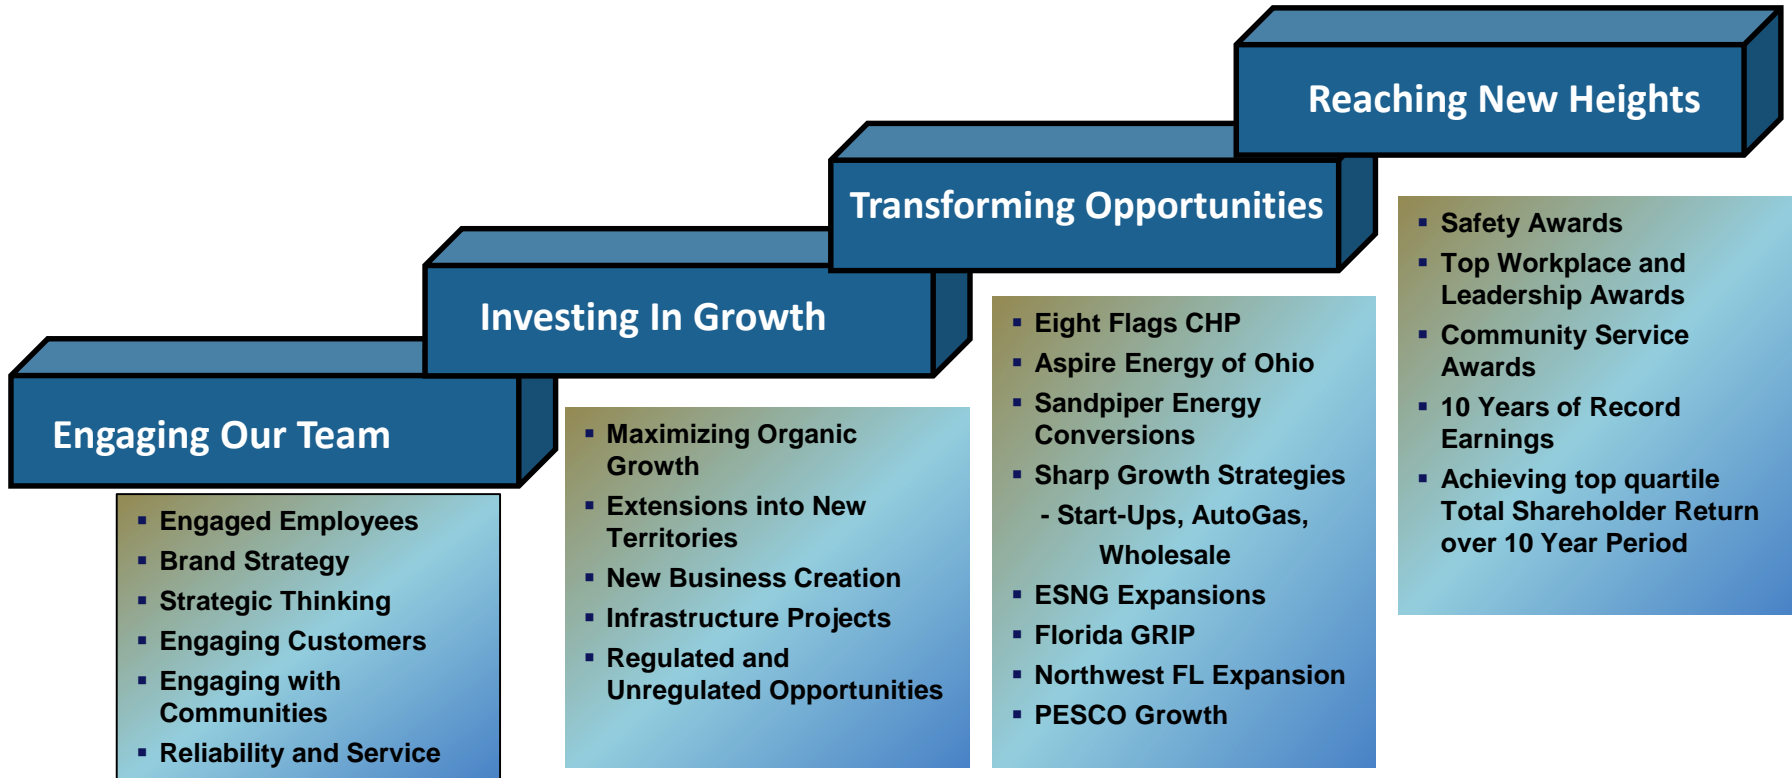 Reaching New Heights
Transforming Opportunities
Investing In Growth
Engaging Our Team
▪ Engaged Employees
▪ Brand Strategy
▪ Strategic Thinking
▪ Engaging Customers
▪ Engaging with
Communities
▪ Reliability and Service
▪ Maximizing Organic
Growth
▪ Extensions into New
Territories
▪ New Business Creation
▪ Infrastructure Projects
▪ Regulated and
Unregulated Opportunities
▪ Eight Flags CHP
▪ Aspire Energy of Ohio
▪ Sandpiper Energy
Conversions
▪ Sharp Growth Strategies
- Start-Ups, AutoGas,
Wholesale
▪ ESNG Expansions
▪ Florida GRIP
▪ Northwest FL Expansion
▪ PESCO Growth
▪ Safety Awards
▪ Top Workplace and
Leadership Awards
▪ Community Service
Awards
▪ 10 Years of Record
Earnings
▪ Achieving top quartile
Total Shareholder Return
over 10 Year Period